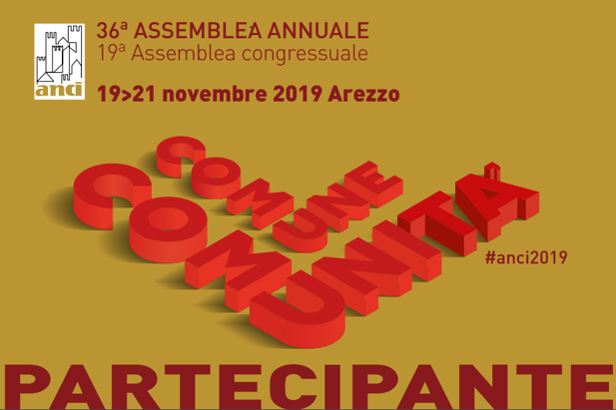 36ª ASSEMBLEA ANNUALE
19ª Assemblea congressuale
anci
19>21 novembre 2019 Arezzo
COMUNE
COMUNITÀ
#anci2019
PARTECIPANTE